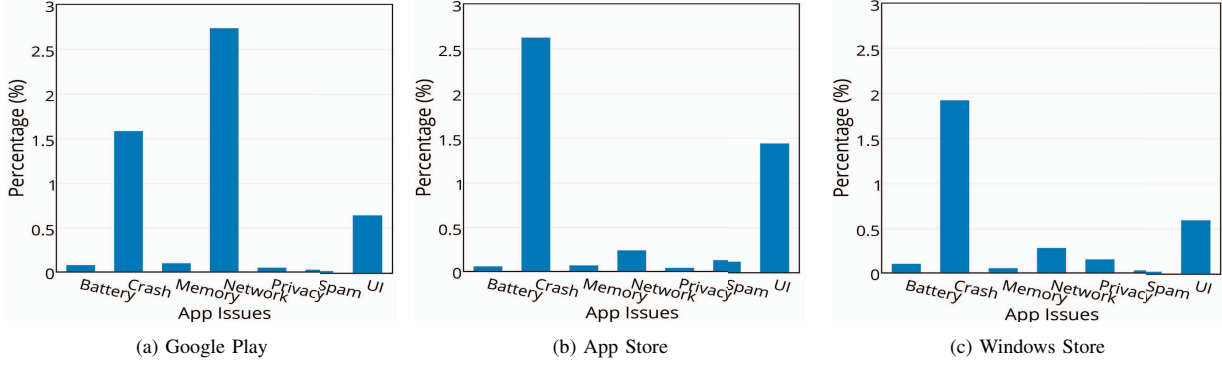 3
2.5
2
1.5
1
0.5
0
Percentage (%)
Battery
Crash
Memory
Network
Privacy
Spam
UI
App Issues
(a) Google Play
3
2.5
2
1.5
1
0.5
0
Percentage (%)
Battery
Crash
Memory
Network
Privacy
Spam
UI
App Issues
(b) App Store
3
2.5
2
1.5
1
0.5
0
Percentage (%)
Battery
Crash
Memory
Network
Privacy
Spam
UI
App Issues
(c) Windows Store